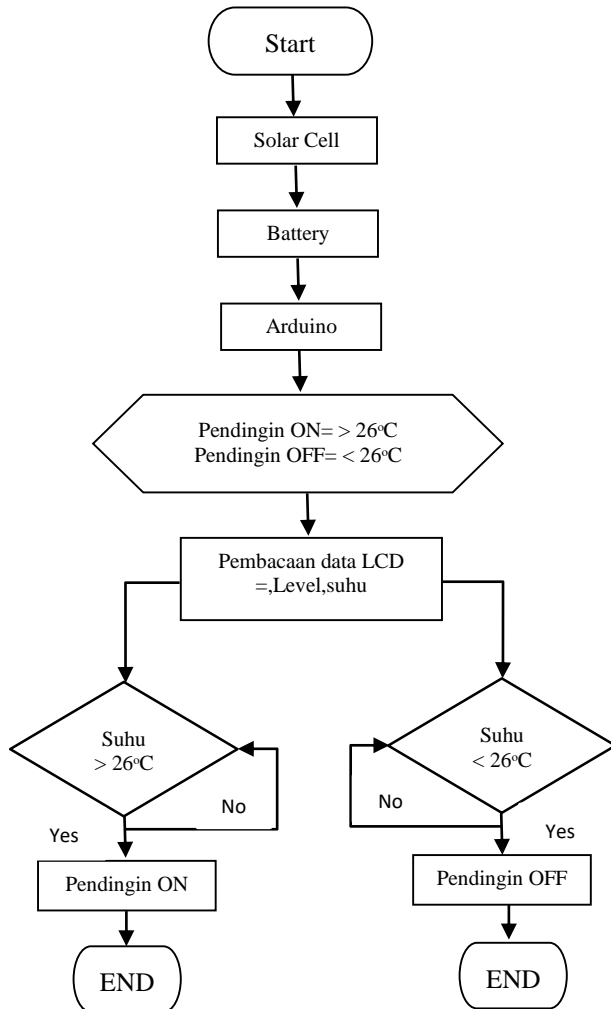 Start
Solar Cell
Battery
Arduino
Pendingin ON= > 26°C
Pendingin OFF= < 26°C
Pembacaan data LCD
=,Level,suhu
Suhu
> 26°C
No
Yes
Pendingin ON
END
Suhu
< 26°C
No
Yes
Pendingin OFF
END